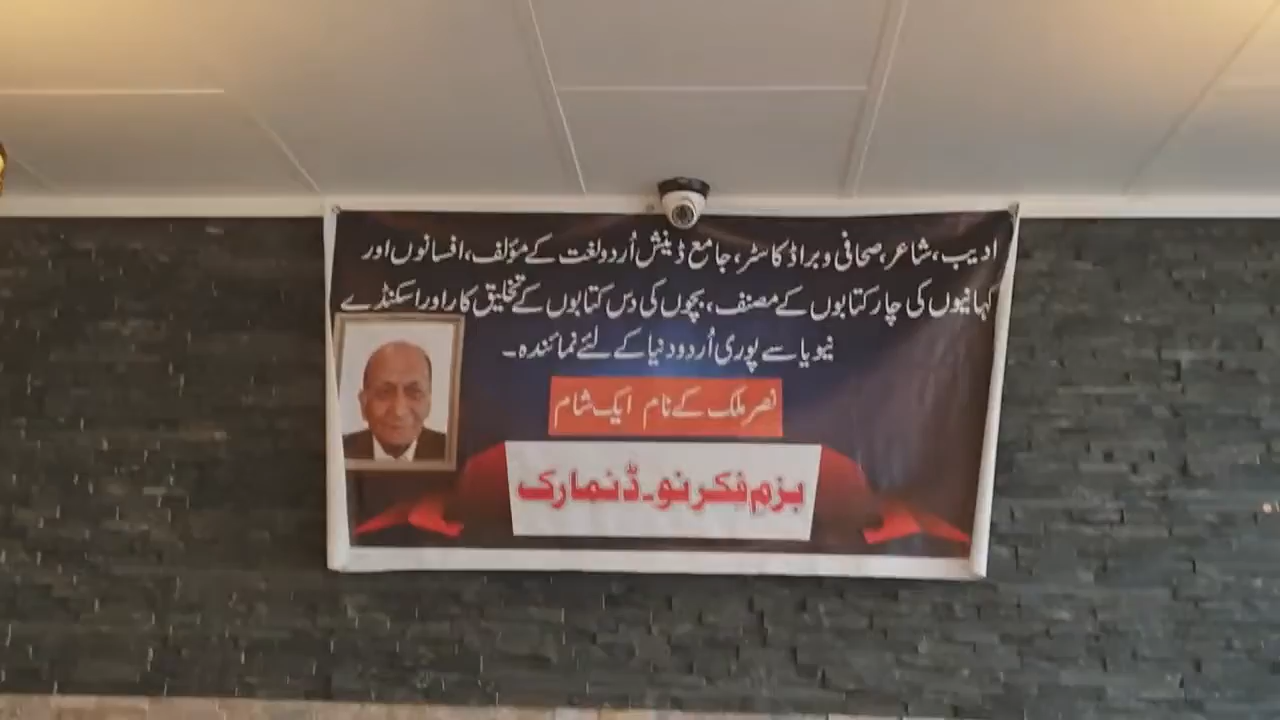 ادیب، شاعر، صحافی و براڈ کاسٹر، جامع ڈینش اُردو لغت کے مؤلف، افسانوں اور
کہانیوں کی چار کتابوں کے مصنف، بچوں کی دس کتابوں کے تخلیق کار اور اسکنڈے
نیویا سے پوری اُردو دنیا کے لئے نمائندہ۔
نصر ملک کے نام ایک شام
بزم فکر نو۔ڈنمارک